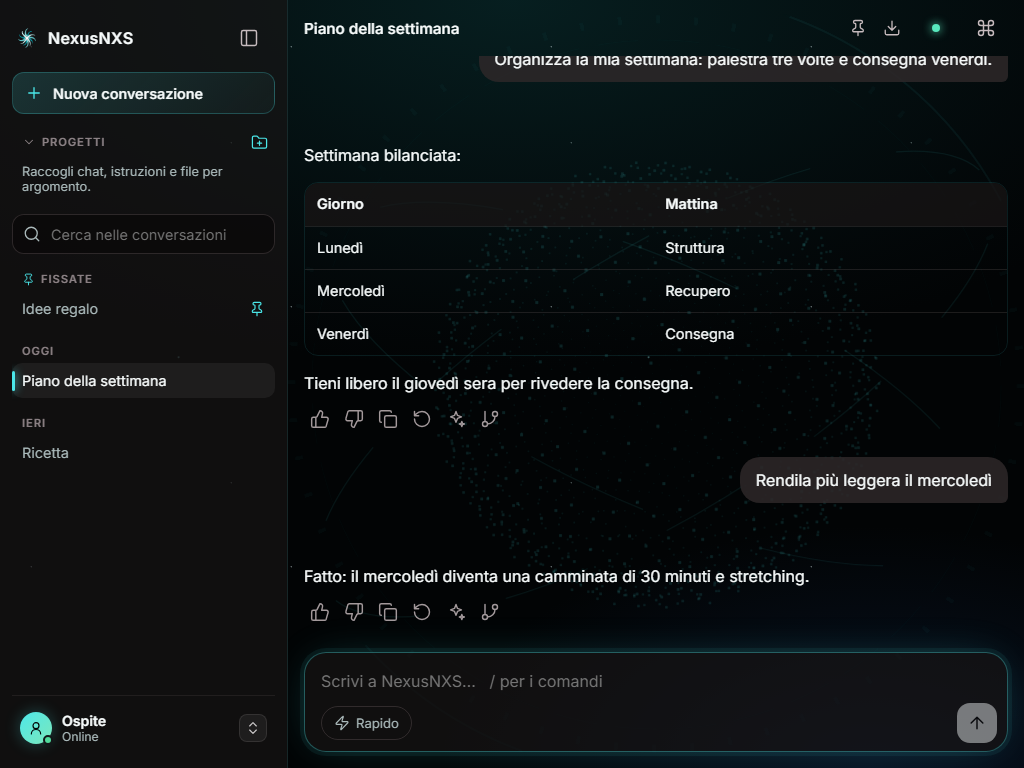 NexusNXS
Piano della settimana
Nuova conversazione
PROGETTI
Raccogli chat, istruzioni e file per
argomento.
Cerca nelle conversazioni
FISSATE
Idee regalo
OGGI
Piano della settimana
IERI
Ricetta
Ospite
Online
Organizza la mia settimana: palestra tre volte e consegna venerdì.
Settimana bilanciata:
Giorno Mattina
Lunedì Struttura
Mercoledì Recupero
Venerdì Consegna
Tieni libero il giovedì sera per rivedere la consegna.
Rendila più leggera il mercoledì
Fatto: il mercoledì diventa una camminata di 30 minuti e stretching.
Scrivi a NexusNXS... / per i comandi
Rapido